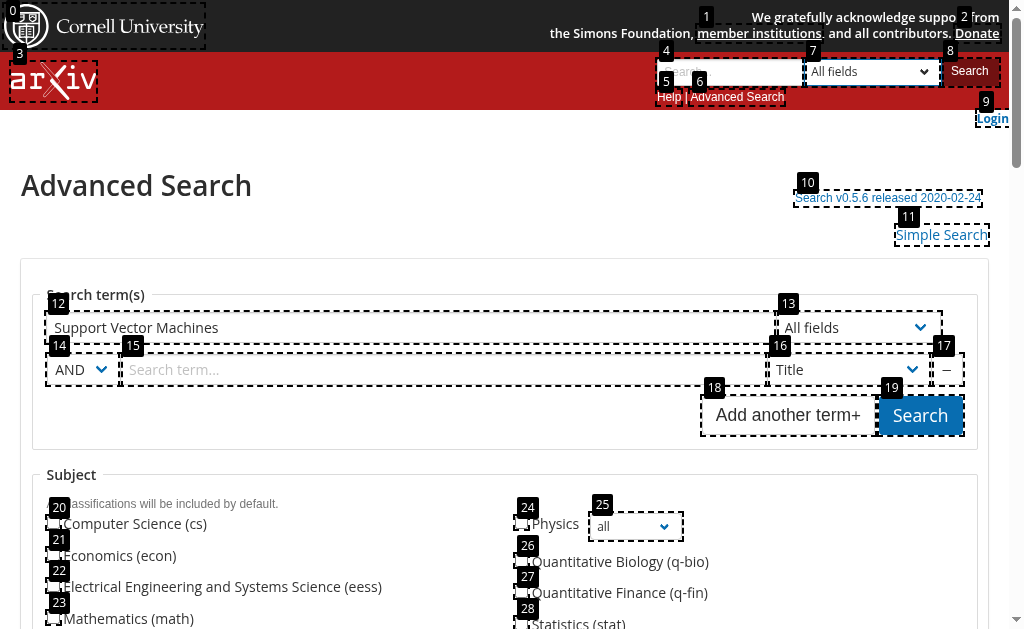 0
Cornell University
1
2
We gratefully acknowledge suppo from
the Simons Foundation, member institutions, and all contributors. Donate
3
arXiv
4
Search...
7
All fields
8
Search
5
Help
|
6
Advanced Search
9
Login
Advanced Search
10
Search v0.5.6 released 2020-02-24
11
Simple Search
Search term(s)
12
Support Vector Machines
13
All fields
14
AND
15
Search term...
16
Title
17
–
18
Add another term+
19
Search
Subject
lassifications will be included by default.
20
Computer Science (cs)
21
Economics (econ)
22
Electrical Engineering and Systems Science (eess)
23
Mathematics (math)
24
Physics
25
all
26
Quantitative Biology (q-bio)
27
Quantitative Finance (q-fin)
28
Statistics (stat)